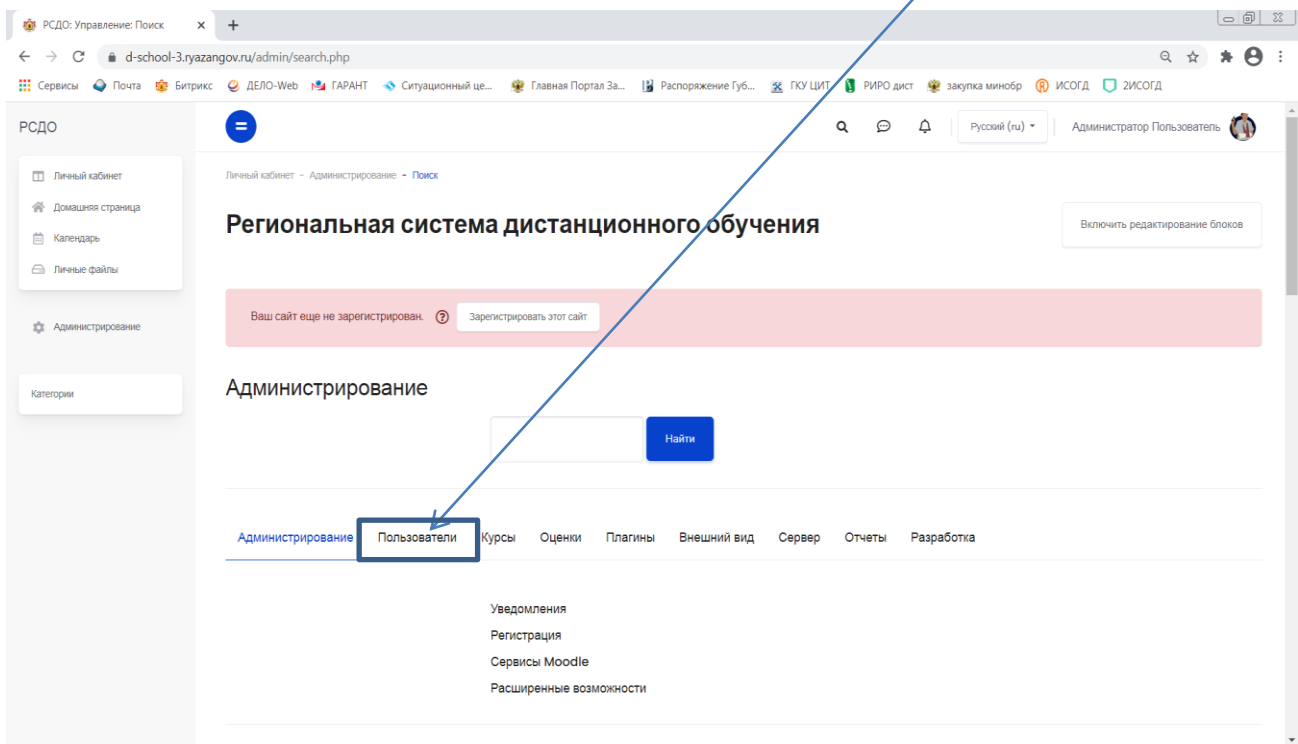 РСДО: Управление: Поиск
d-school-3.ryazangov.ru/admin/search.php
Сервисы Почта Битрикс ДЕЛО-Web ГАРАНТ Ситуационный це... Главная Портал За... Распоряжение Губ... ГКУ ЦИТ РИРО дист закупка минобр ИСОГД 2ИСОГД
РСДО
Русский (ru) Администратор Пользователь
Личный кабинет
Домашняя страница
Календарь
Личные файлы
Администрирование
Категории
Личный кабинет - Администрирование - Поиск
Региональная система дистанционного обучения
Включить редактирование блоков
Ваш сайт еще не зарегистрирован. Зарегистрировать этот сайт
Администрирование
Найти
Администрирование Пользователи Курсы Оценки Плагины Внешний вид Сервер Отчеты Разработка
Уведомления
Регистрация
Сервисы Moodle
Расширенные возможности